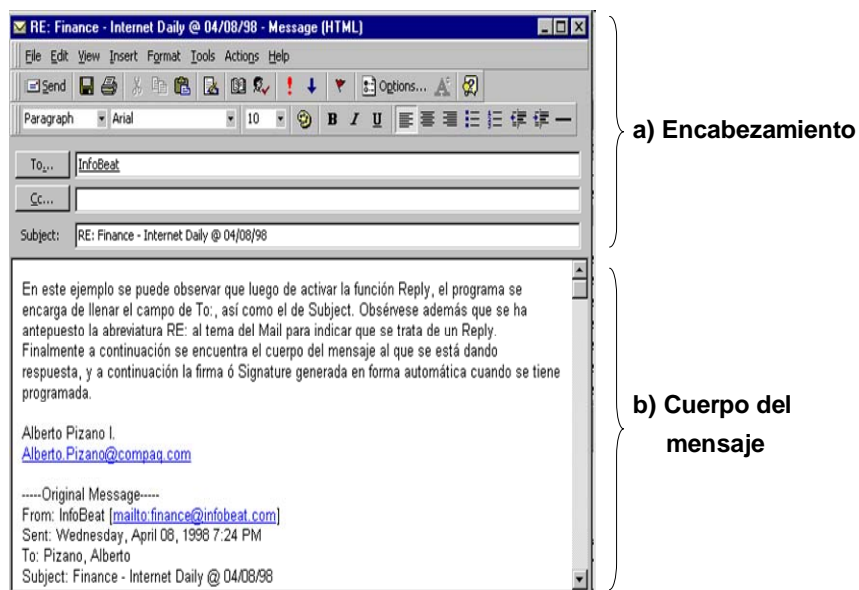 RE: Finance - Internet Daily @ 04/08/98 - Message (HTML)
File Edit View Insert Format Tools Actions Help
Send Options... A
Paragraph Arial 10 B I U
a) Encabezamiento
To... InfoBeat
Cc...
Subject: RE: Finance - Internet Daily @ 04/08/98
En este ejemplo se puede observar que luego de activar la función Reply, el programa se
encarga de llenar el campo de To:, así como el de Subject. Obsérvese además que se ha
antepuesto la abreviatura RE: al tema del Mail para indicar que se trata de un Reply.
Finalmente a continuación se encuentra el cuerpo del mensaje al que se está dando
respuesta, y a continuación la firma ó Signature generada en forma automática cuando se tiene
programada.
b) Cuerpo del
mensaje
Alberto Pizano I.
Alberto.Pizano@compaq.com
-----Original Message-----
From: InfoBeat [mailto:finance@infobeat.com]
Sent: Wednesday, April 08, 1998 7:24 PM
To: Pizano, Alberto
Subject: Finance - Internet Daily @ 04/08/98